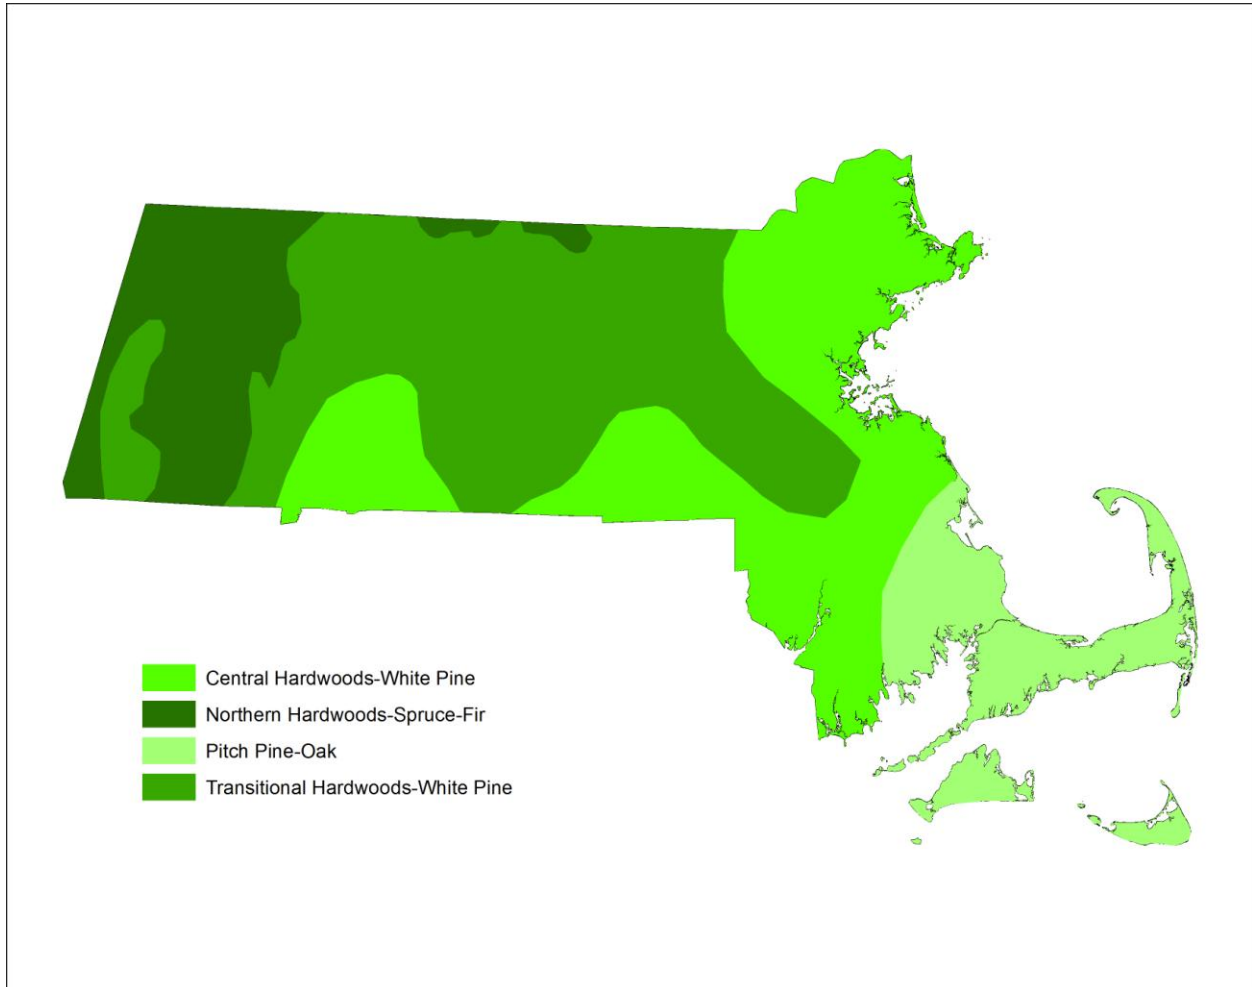 Central Hardwoods-White Pine
Northern Hardwoods-Spruce-Fir
Pitch Pine-Oak
Transitional Hardwoods-White Pine